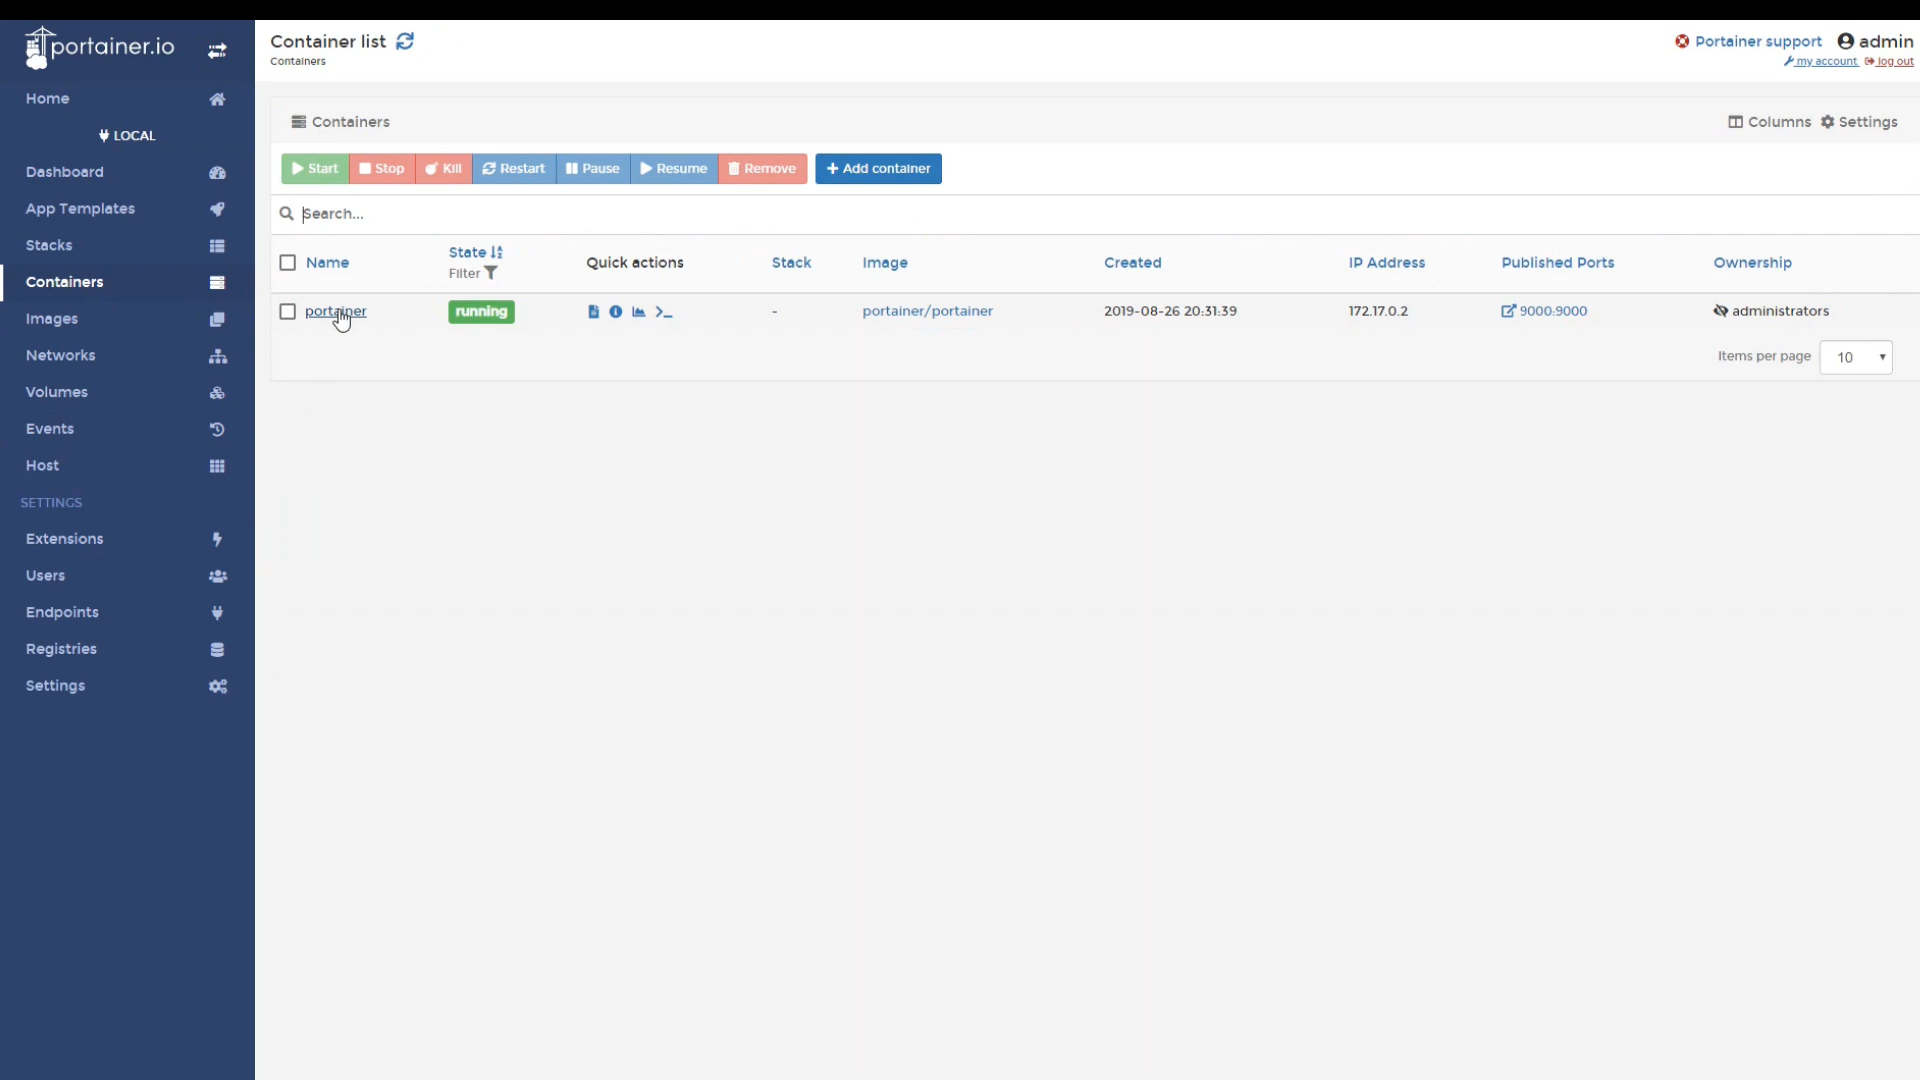 portainer.io
Home
LOCAL
Dashboard
App Templates
Stacks
Containers
Images
Networks
Volumes
Events
Host
SETTINGS
Extensions
Users
Endpoints
Registries
Settings
Container list
Containers
Portainer support admin
my account log out
Containers
Columns Settings
Start Stop Kill Restart Pause Resume Remove + Add container
Search...
Name State Filter Quick actions Stack Image Created IP Address Published Ports Ownership
portainer running - portainer/portainer 2019-08-26 20:31:39 172.17.0.2 9000:9000 administrators
Items per page 10